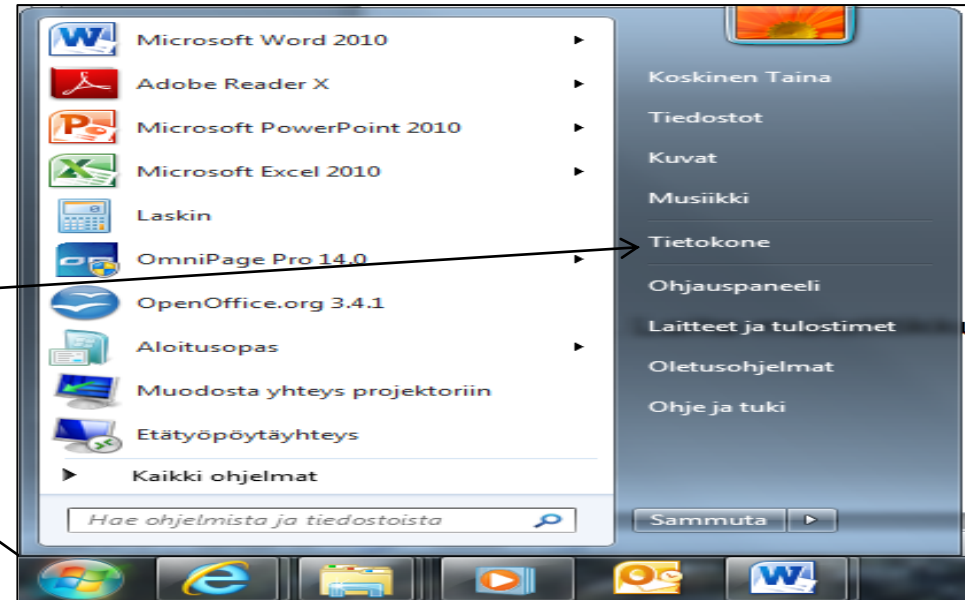 Microsoft Word 2010
Adobe Reader X
Microsoft PowerPoint 2010
Microsoft Excel 2010
Laskin
OmniPage Pro 14.0
OpenOffice.org 3.4.1
Aloitusopas
Muodosta yhteys projektoriin
Etätyöpöytäyhteys
Kaikki ohjelmat
Hae ohjelmista ja tiedostoista
Koskinen Taina
Tiedostot
Kuvat
Musiikki
Tietokone
Ohjauspaneeli
Laitteet ja tulostimet
Oletusohjelmat
Ohje ja tuki
Sammuta